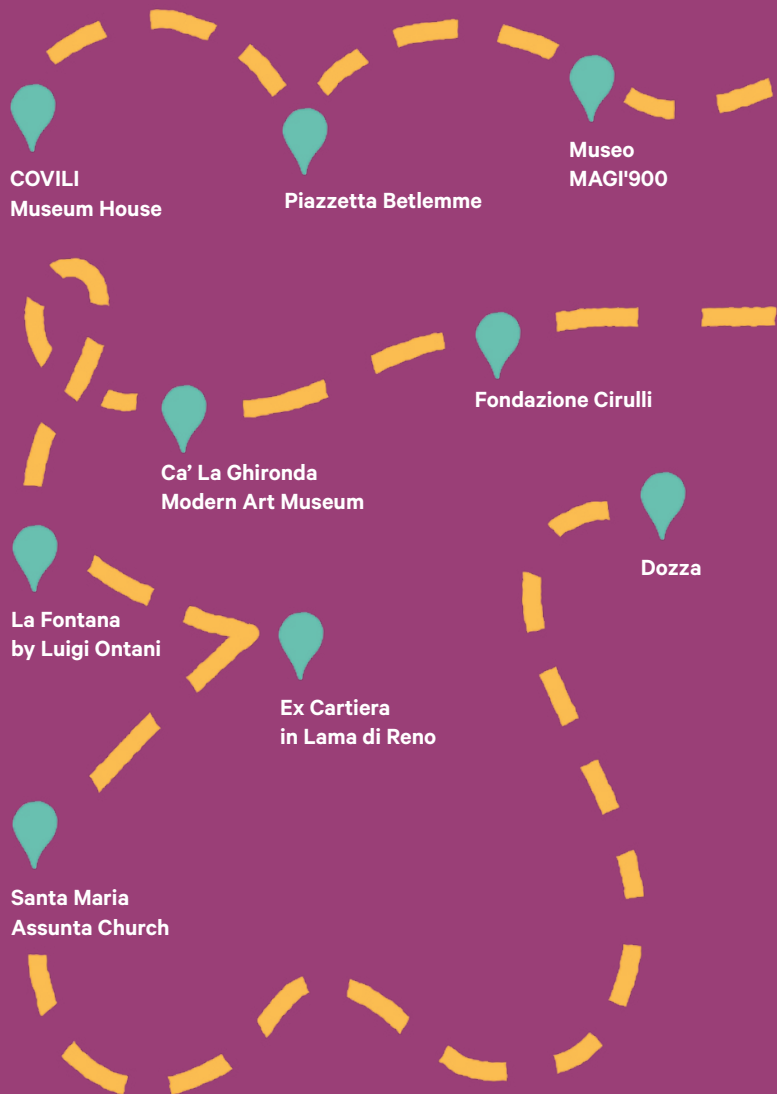 COVILI
Museum House
Piazzetta Betlemme
Museo
MAGI'900
Fondazione Cirulli
Ca’ La Ghironda
Modern Art Museum
Dozza
La Fontana
by Luigi Ontani
Ex Cartiera
in Lama di Reno
Santa Maria
Assunta Church